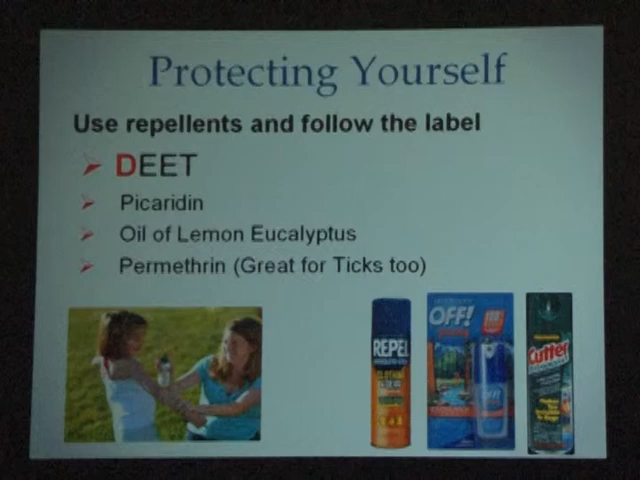 Protecting Yourself
Use repellents and follow the label
DEET
Picaridin
Oil of Lemon Eucalyptus
Permethrin (Great for Ticks too)
REPEL
OFF!
Cutter